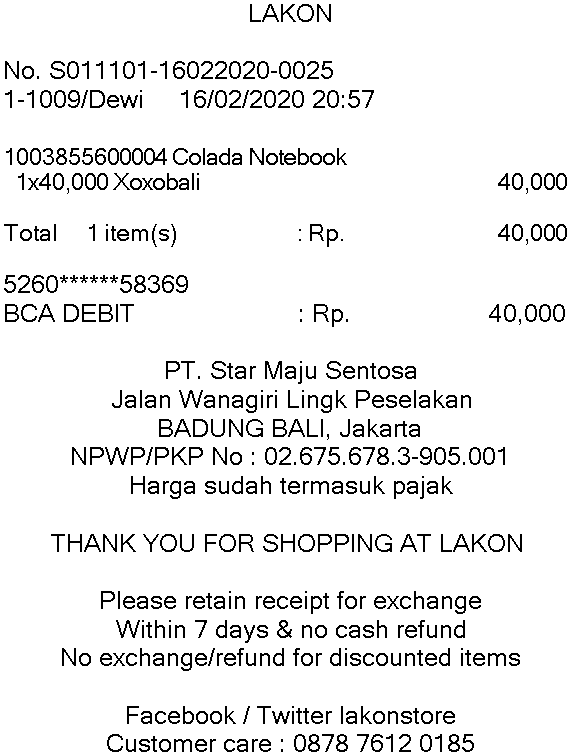 LAKON
No. S011101-16022020-0025
1-1009/Dewi 16/02/2020 20:57
1003855600004 Colada Notebook
1x40,000 Xoxobali 40,000
Total 1 item(s) : Rp. 40,000
5260******58369
BCA DEBIT : Rp. 40,000
PT. Star Maju Sentosa
Jalan Wanagiri Lingk Peselakan
BADUNG BALI, Jakarta
NPWP/PKP No : 02.675.678.3-905.001
Harga sudah termasuk pajak
THANK YOU FOR SHOPPING AT LAKON
Please retain receipt for exchange
Within 7 days & no cash refund
No exchange/refund for discounted items
Facebook / Twitter lakonstore
Customer care : 0878 7612 0185